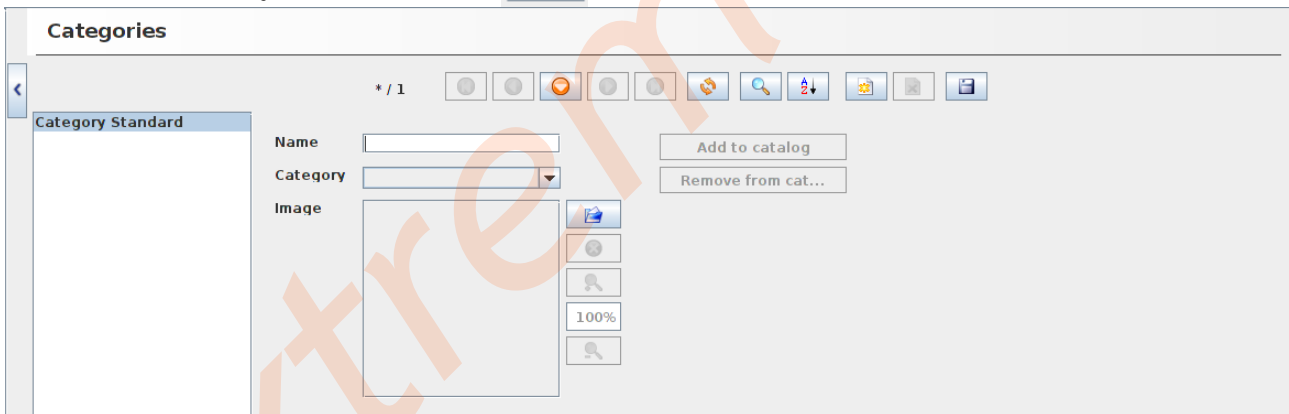 Categories
* / 1
Category Standard
Name
Add to catalog
Category
Remove from cat...
Image
100%